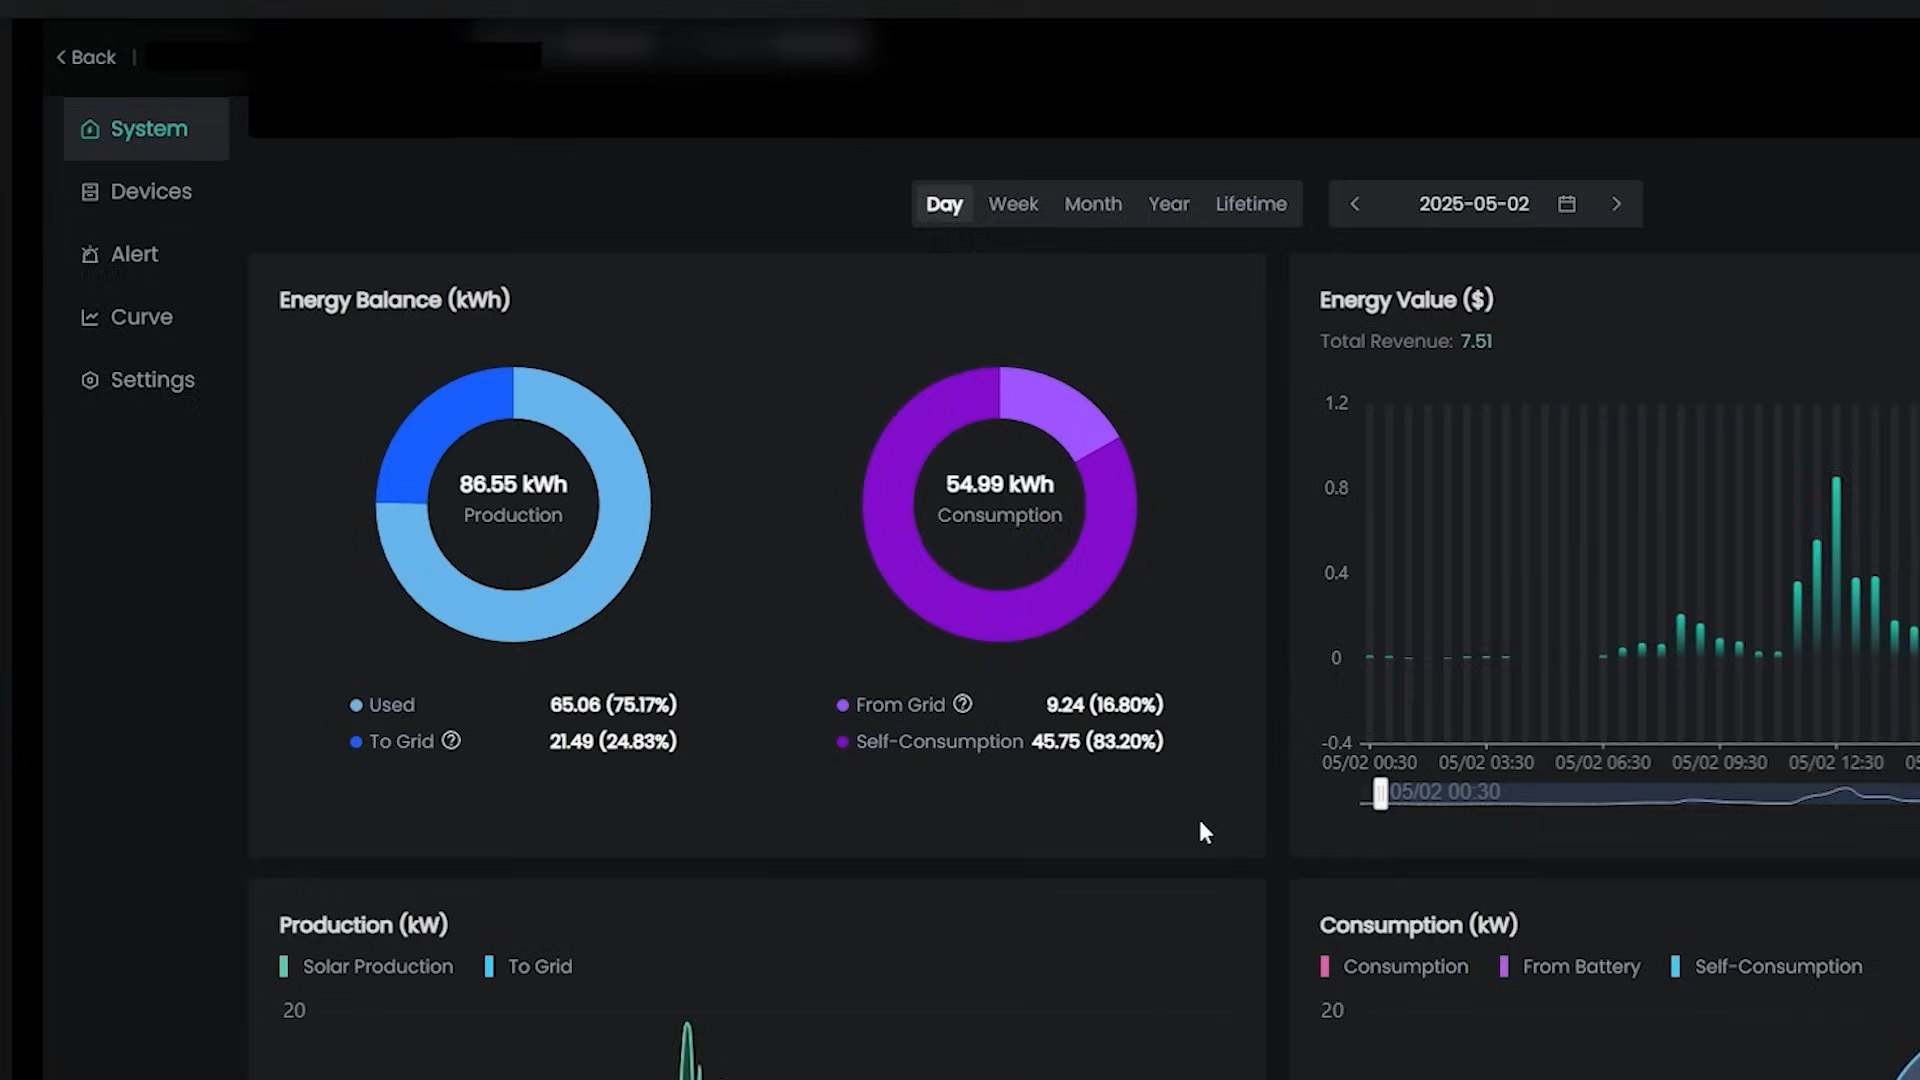 Back |
System
Devices
Alert
Curve
Settings
Day Week Month Year Lifetime
2025-05-02
Energy Balance (kWh)
86.55 kWh
Production
Used 65.06 (75.17%)
To Grid 21.49 (24.83%)
54.99 kWh
Consumption
From Grid 9.24 (16.80%)
Self-Consumption 45.75 (83.20%)
Energy Value ($)
Total Revenue: 7.51
1.2
0.8
0.4
0
-0.4
05/02 00:30 05/02 03:30 05/02 06:30 05/02 09:30 05/02 12:30 05
05/02 00:30
Production (kW)
Solar Production To Grid
20
Consumption (kW)
Consumption From Battery Self-Consumption
20